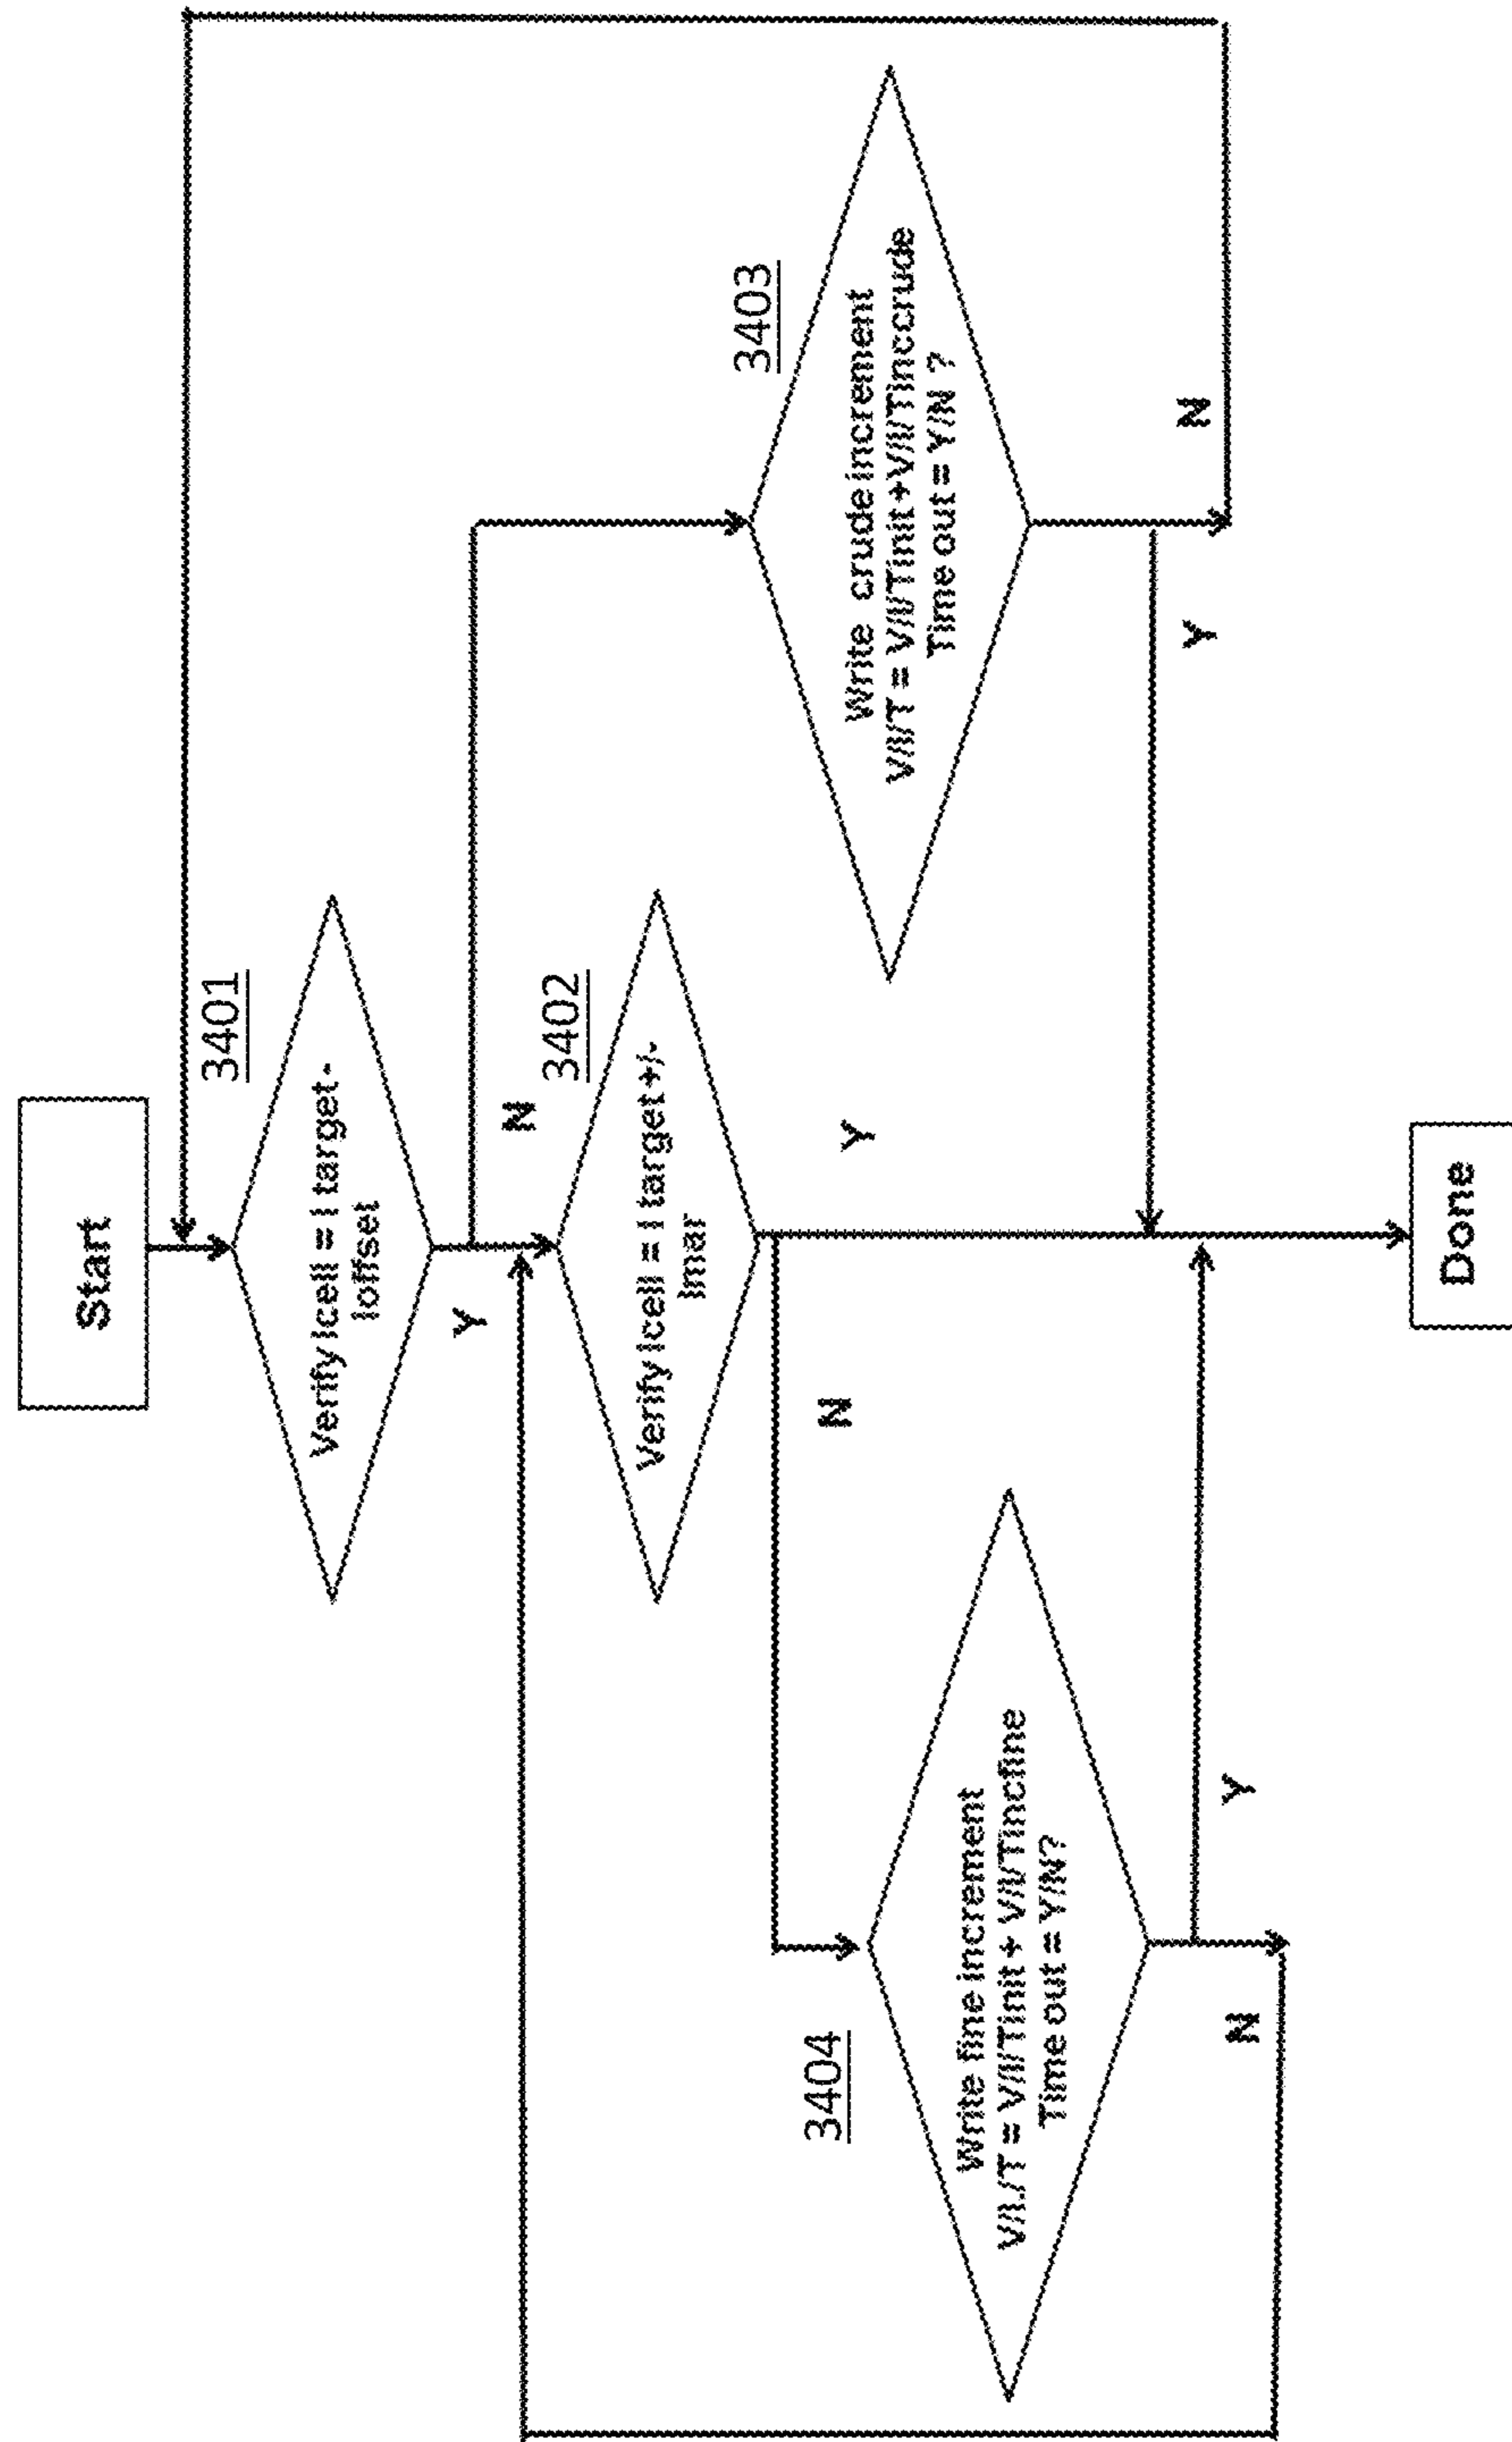 Start
3401
Verify Icell = I target -
Ioffset
Y
N
3402
Verify Icell = I target +/-
Imar
N
Y
3403
Write crude increment
V/I/T = V/I/Tinit + V/I/Tinccrude
Time out = Y/N ?
Y
N
3404
Write fine increment
V/I./T = V/I/Tinit + V/I/Tincfine
Time out = Y/N?
Y
N
Done